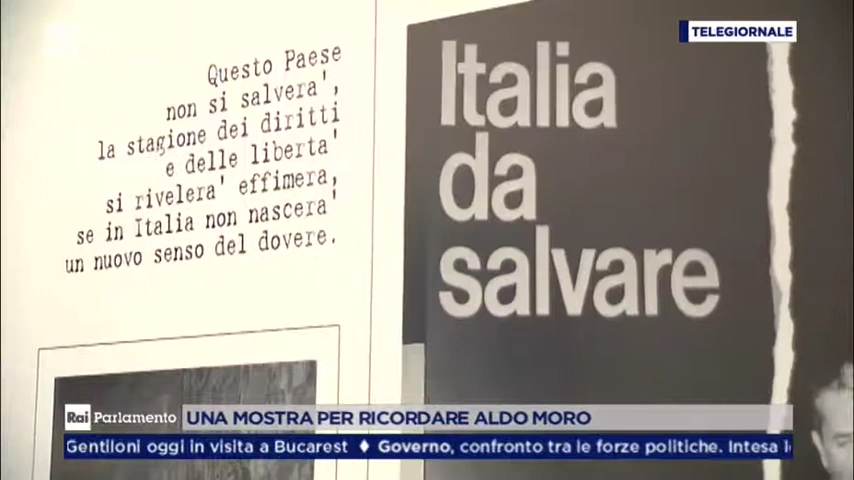 TELEGIORNALE
Questo Paese
non si salvera',
la stagione dei diritti
e delle liberta'
si rivelera' effimera,
se in Italia non nascera'
un nuovo senso del dovere.
Italia
da
salvare
Rai Parlamento UNA MOSTRA PER RICORDARE ALDO MORO
Gentiloni oggi in visita a Bucarest ♦ Governo, confronto tra le forze politiche. Intesa